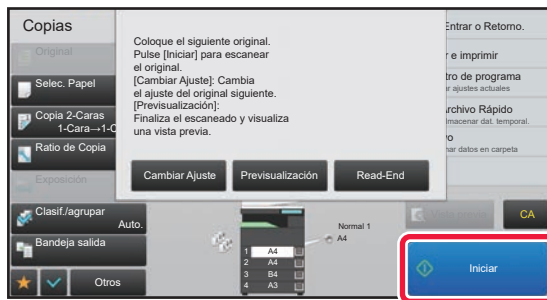 Copias
Original
Selec. Papel
Copia 2-Caras
1-Cara→1-C
Ratio de Copia
Exposición
Clasif./agrupar
Auto.
Bandeja salida
Otros
Coloque el siguiente original.
Pulse [Iniciar] para escanear
el original.
[Cambiar Ajuste]: Cambia
el ajuste del original siguiente.
[Previsualización]:
Finaliza el escaneado y visualiza
una vista previa.
Cambiar Ajuste
Previsualización
Read-End
1 A4
2 A4
3 B4
4 A3
Normal 1
A4
Entrar o Retorno.
r e imprimir
tro de programa
r ajustes actuales
rchivo Rápido
lmacenar dat. temporal.
vo
nar datos en carpeta
CA
Iniciar